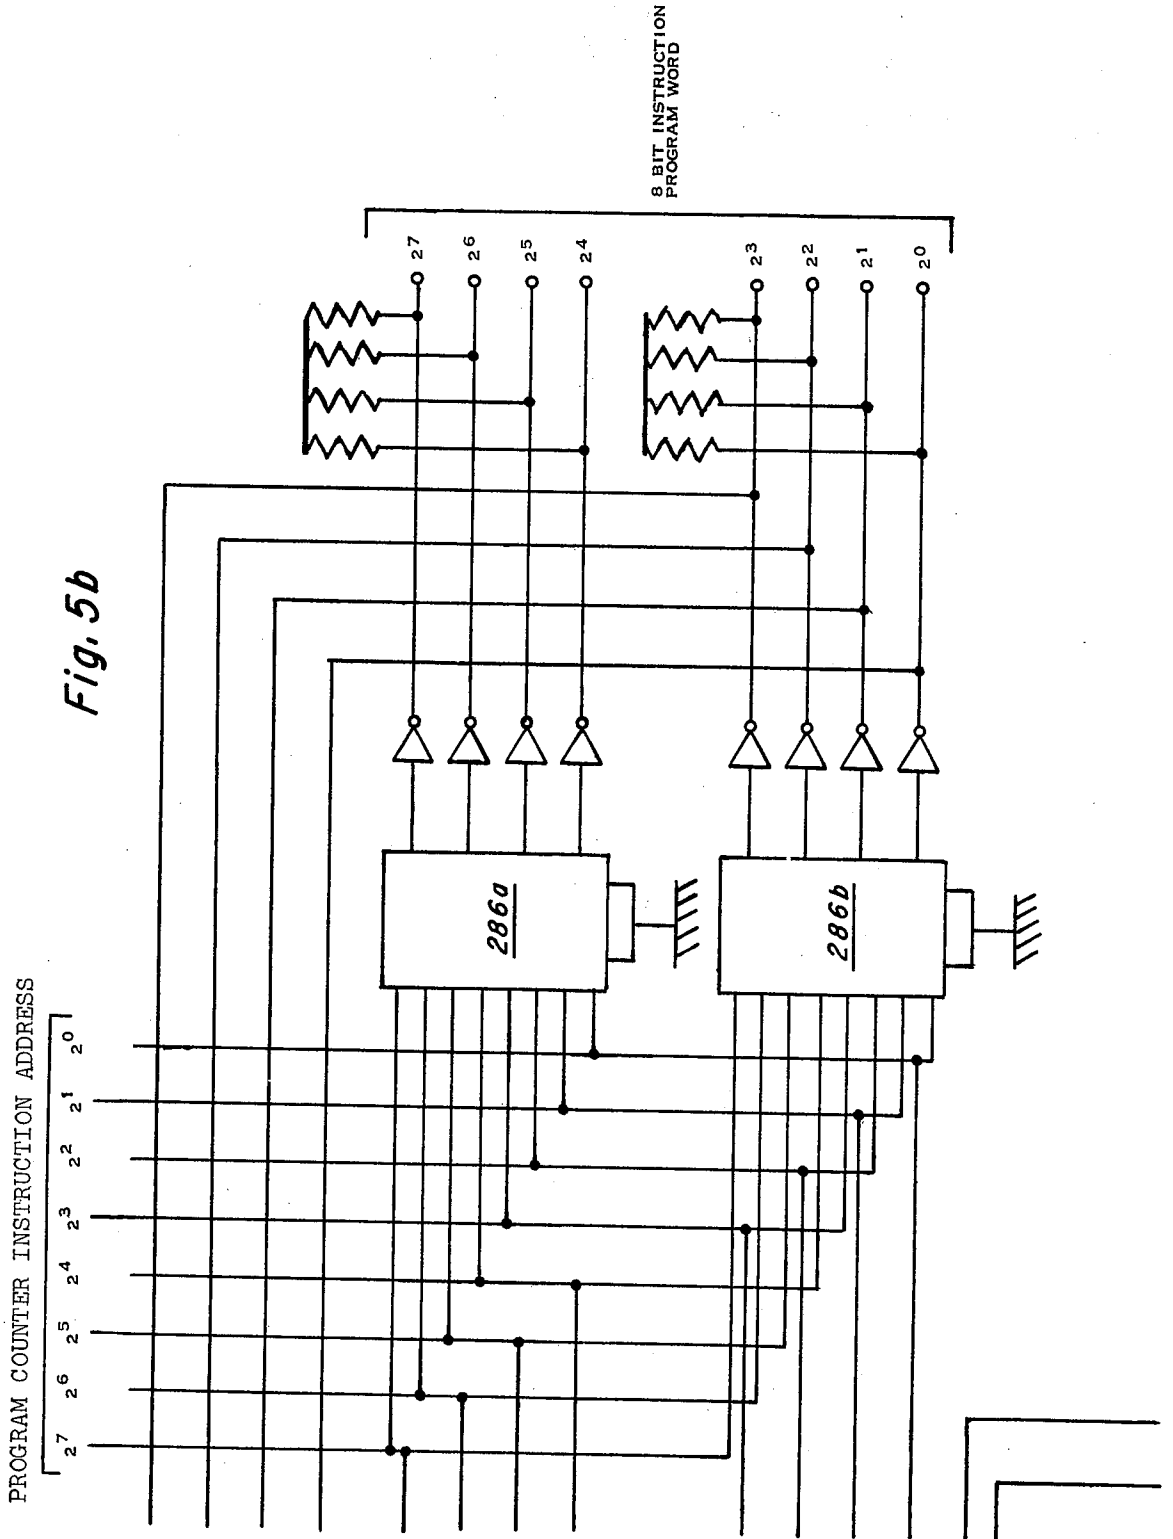 Fig. 5b
PROGRAM COUNTER INSTRUCTION ADDRESS
2⁷ 2⁶ 2⁵ 2⁴ 2³ 2² 2¹ 2⁰
286a
286b
2⁷
2⁶
2⁵
2⁴
2³
2²
2¹
2⁰
8 BIT INSTRUCTION
PROGRAM WORD